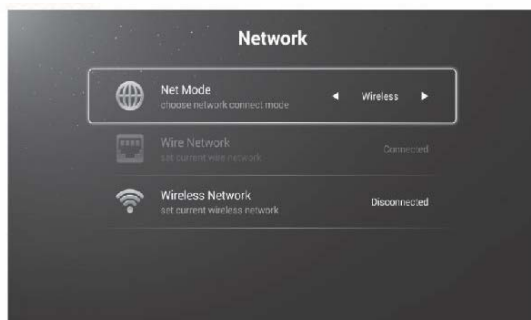 Network
Net Mode
choose network connect mode
Wireless
Wire Network
set current wire network
Connected
Wireless Network
set current wireless network
Disconnected